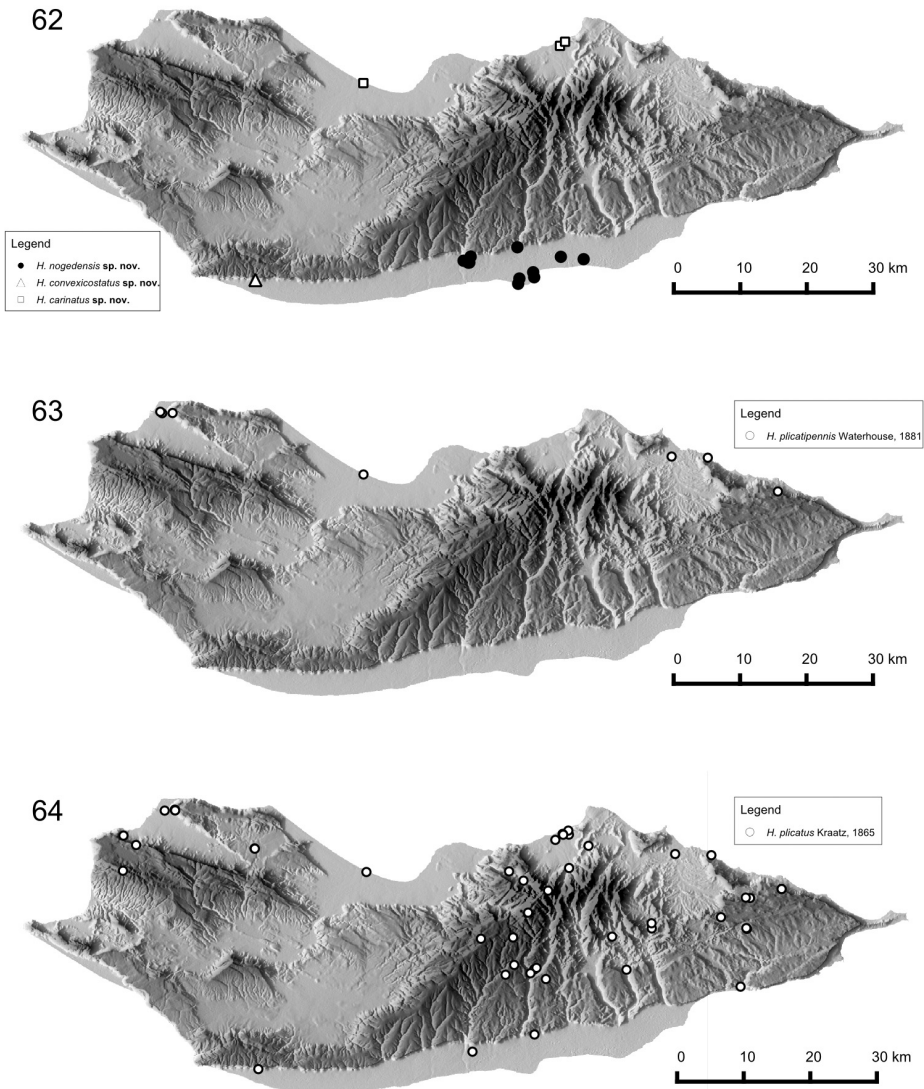 62
Legend
H. nogedensis sp. nov.
H. convexicostatus sp. nov.
H. carinatus sp. nov.
0 10 20 30 km
63
Legend
H. plicatipennis Waterhouse, 1881
0 10 20 30 km
64
Legend
H. plicatus Kraatz, 1865
0 10 20 30 km